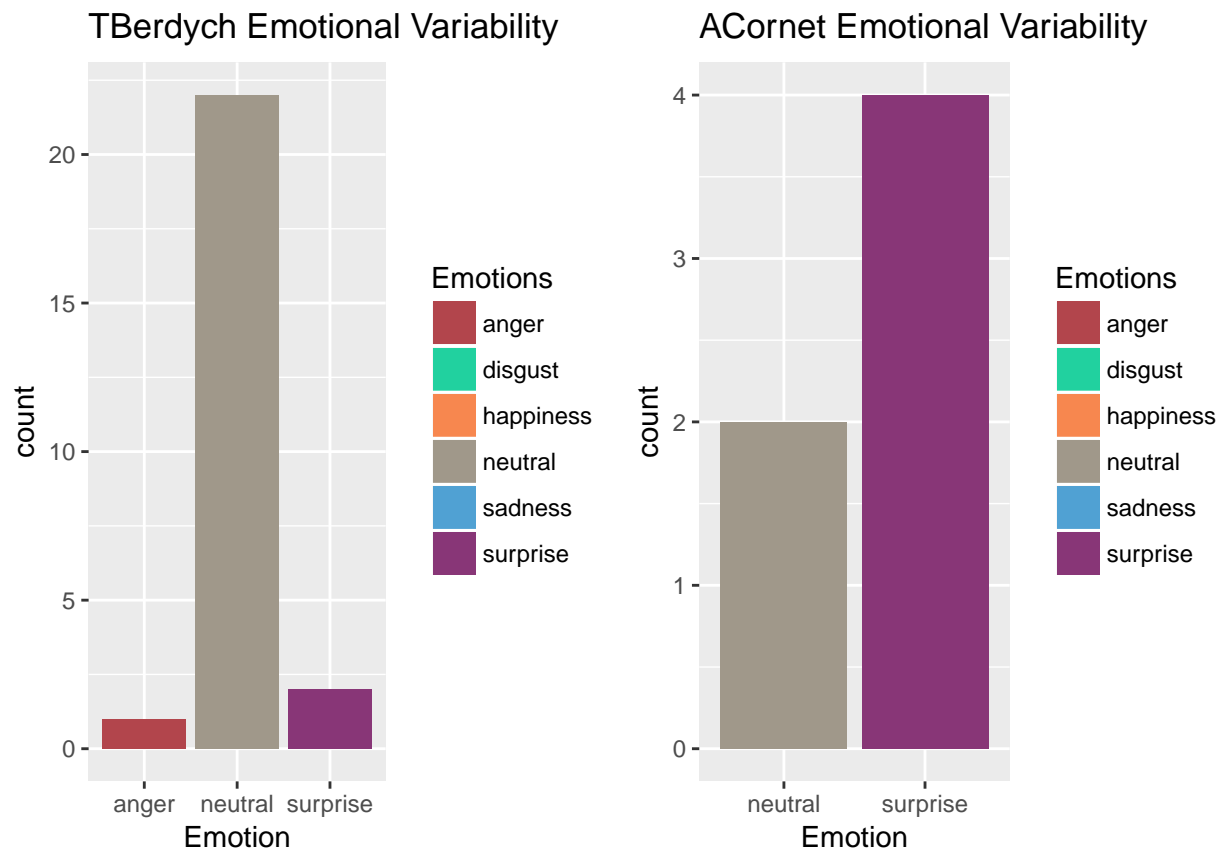 TBerdych Emotional Variability
20
15
10
5
0
count
anger neutral surprise
Emotion
Emotions
anger
disgust
happiness
neutral
sadness
surprise
ACornet Emotional Variability
4
3
2
1
0
count
neutral surprise
Emotion
Emotions
anger
disgust
happiness
neutral
sadness
surprise